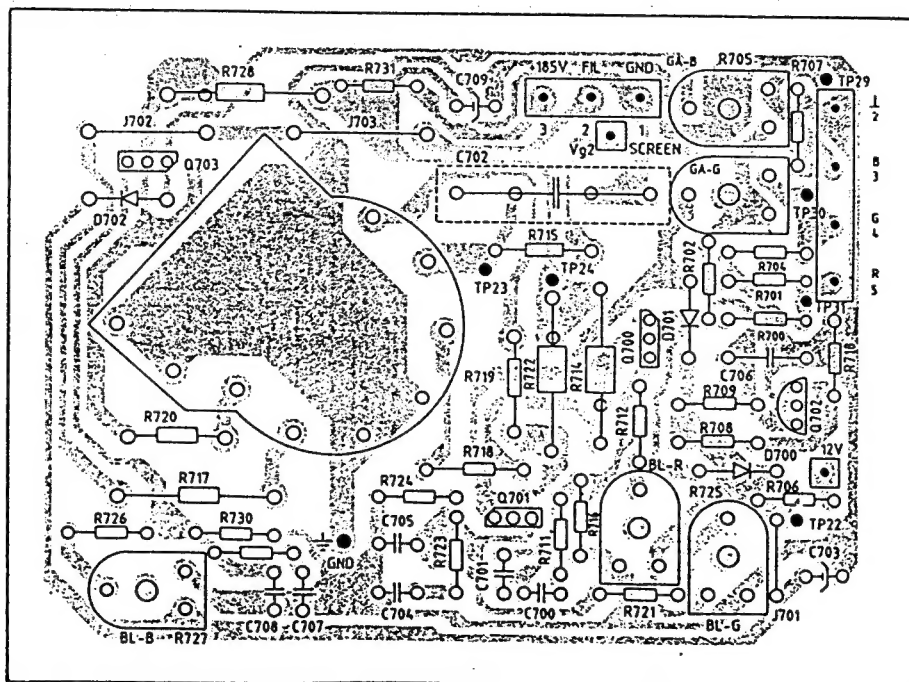 R728
R731
C709
185V FIL GND
GA-B
R705
R707
TP29
J702
J703
3 2 1
Vg2
SCREEN
C702
Q703
GA-G
B
3
TP30
D702
R715
G
4
TP23
TP24
R702
R704
R701
R
5
D701
Q700
R700
C706
R719
R722
R714
R710
R709
R712
Q702
R720
R708
R718
D700
12V
BL-R
R717
R724
R725
R706
Q701
R726
R730
C705
R723
R711
R716
TP22
GND
C701
C703
C704
C700
R721
J701
BL-B
R727
C708
C707
BL-G